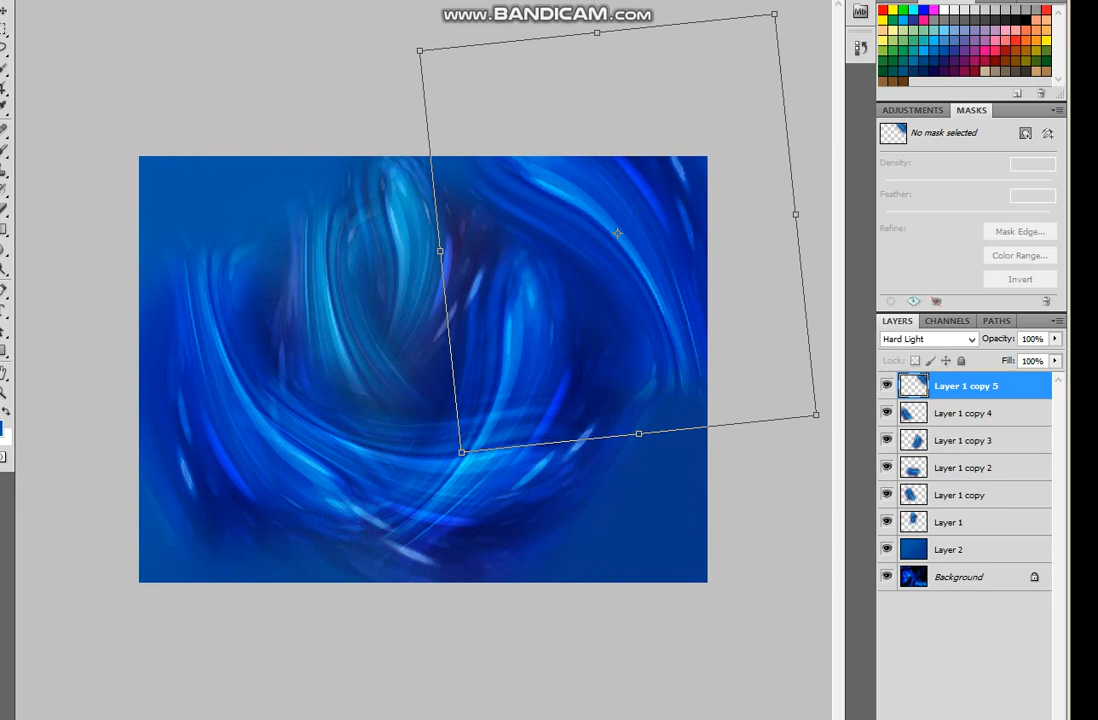 www.BANDICAM.com
Mb
ADJUSTMENTS MASKS
No mask selected
Density:
Feather:
Refine: Mask Edge...
Color Range...
Invert
LAYERS CHANNELS PATHS
Hard Light Opacity: 100%
Lock: Fill: 100%
Layer 1 copy 5
Layer 1 copy 4
Layer 1 copy 3
Layer 1 copy 2
Layer 1 copy
Layer 1
Layer 2
Background